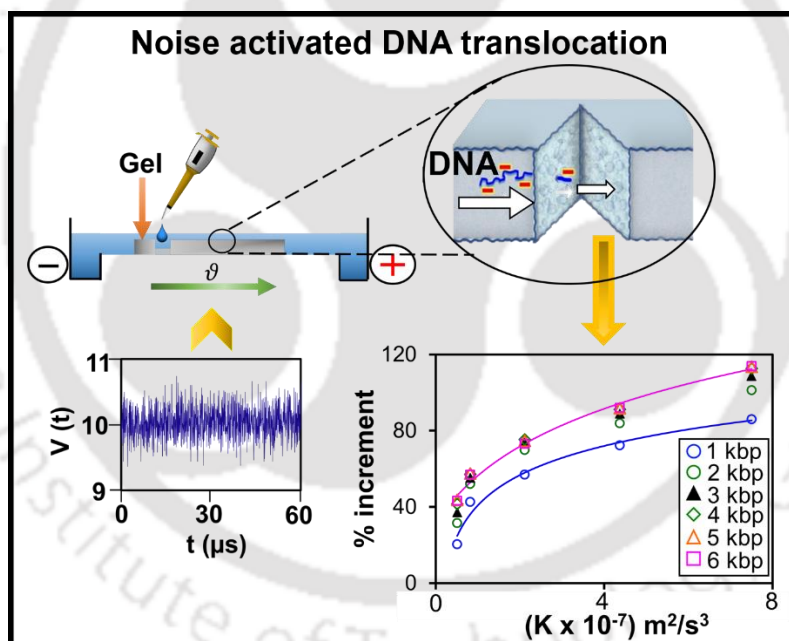 Noise activated DNA translocation
Gel
DNA
−
ϑ
+
11
10
9
V (t)
0 30 60
t (μs)
120
80
40
0
% increment
1 kbp
2 kbp
3 kbp
4 kbp
5 kbp
6 kbp
0 4 8
(K x 10⁻⁷) m²/s³